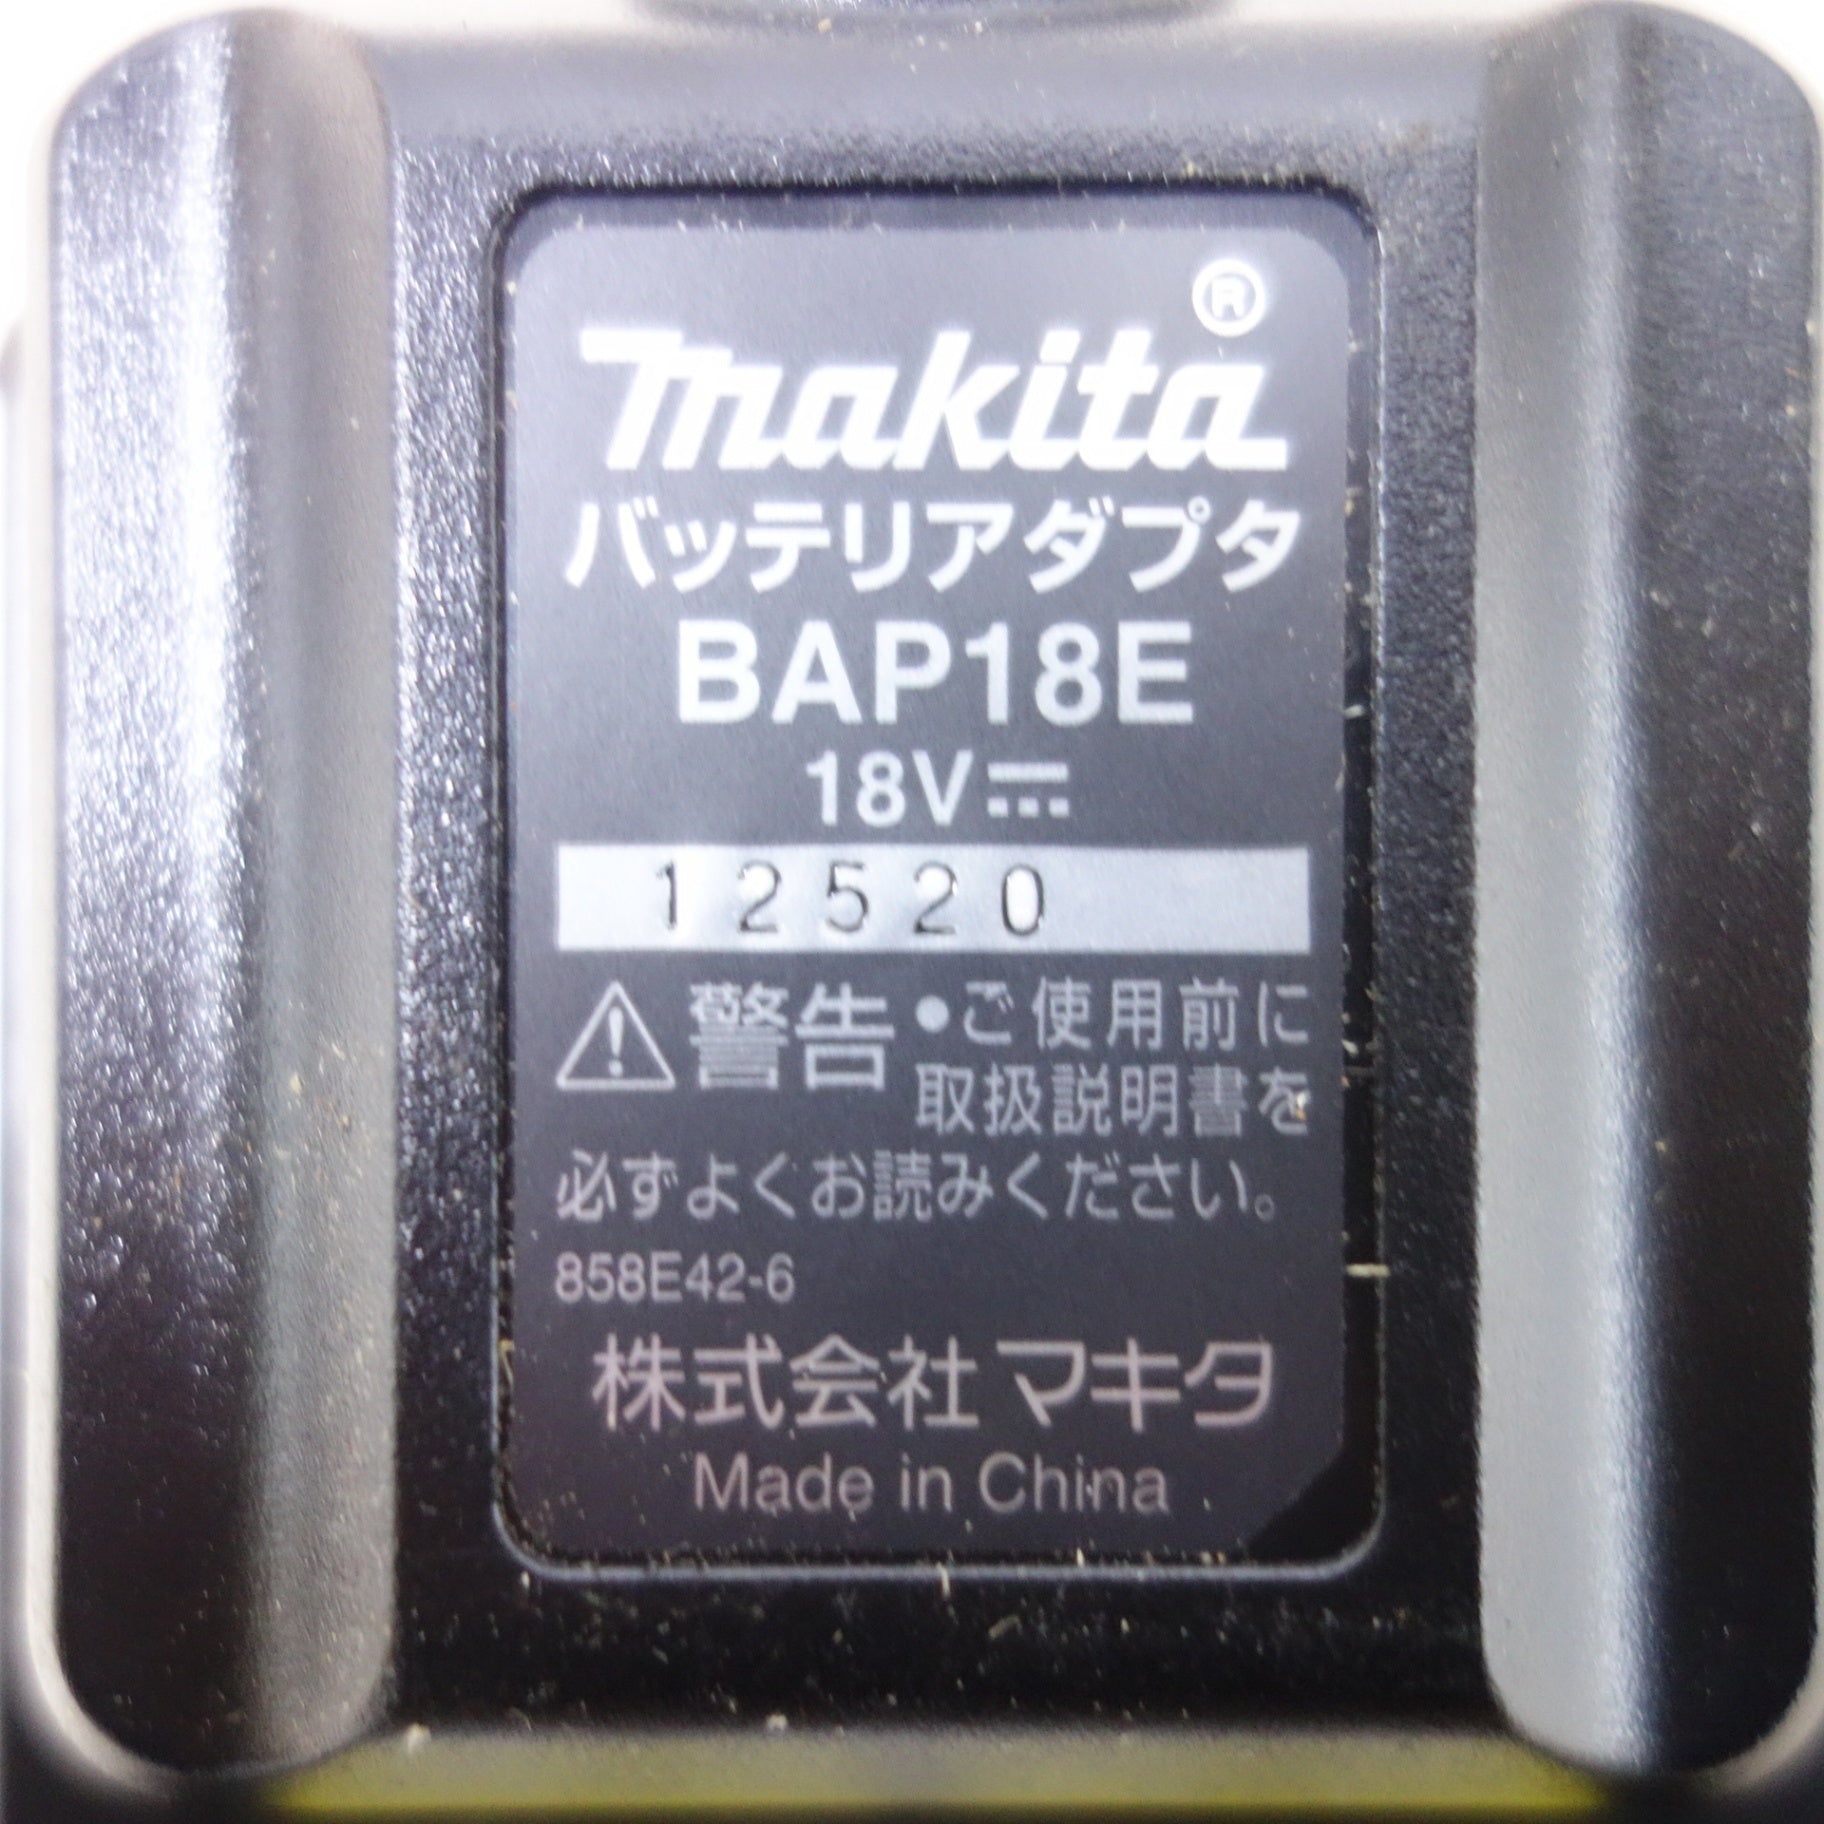 makita®
バッテリアダプタ
BAP18E
18V⎓
12520
⚠警告 •ご使用前に
取扱説明書を
必ずよくお読みください。
858E42-6
株式会社マキタ
Made in China